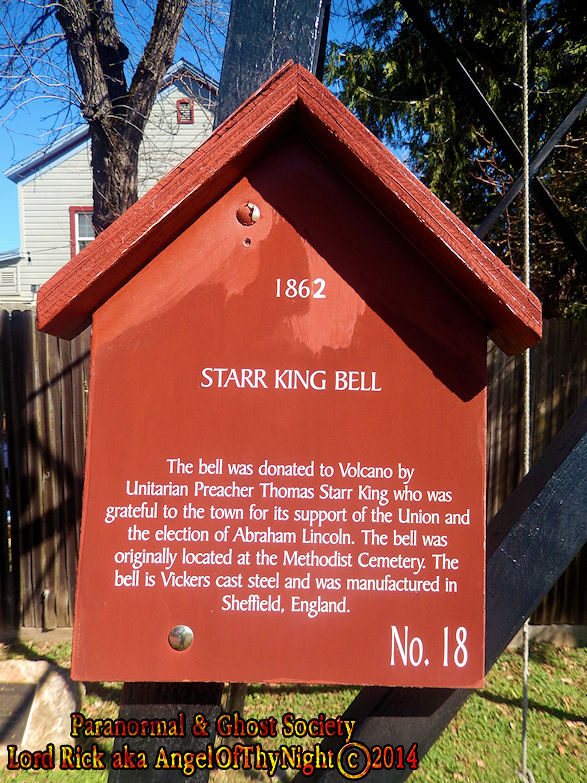 1862
STARR KING BELL
The bell was donated to Volcano by
Unitarian Preacher Thomas Starr King who was
grateful to the town for its support of the Union and
the election of Abraham Lincoln. The bell was
originally located at the Methodist Cemetery. The
bell is Vickers cast steel and was manufactured in
Sheffield, England.
No. 18
Paranormal & Ghost Society
Lord Rick aka AngelOfThyNight©2014